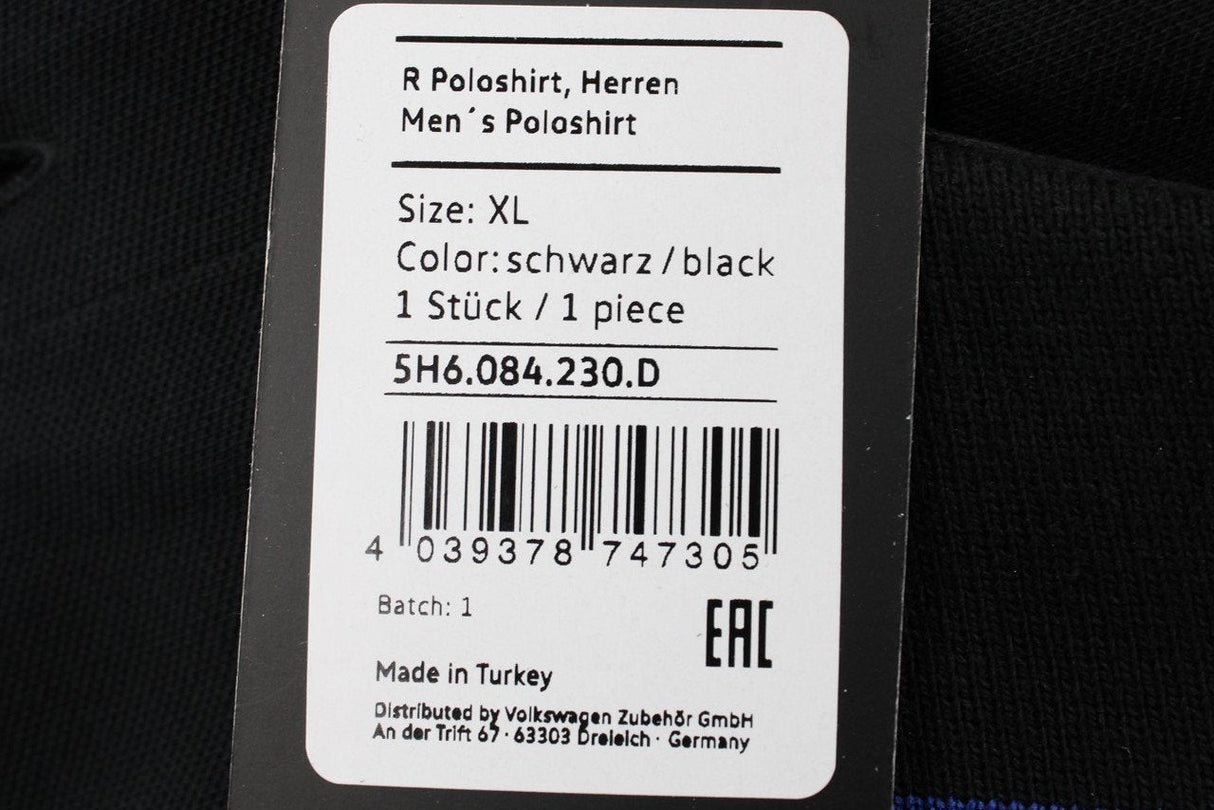 R Poloshirt, Herren
Men´s Poloshirt
Size: XL
Color: schwarz / black
1 Stück / 1 piece
5H6.084.230.D
4 039378 747305
Batch: 1
EAC
Made in Turkey
Distributed by Volkswagen Zubehör GmbH
An der Trift 67 · 63303 Dreieich · Germany